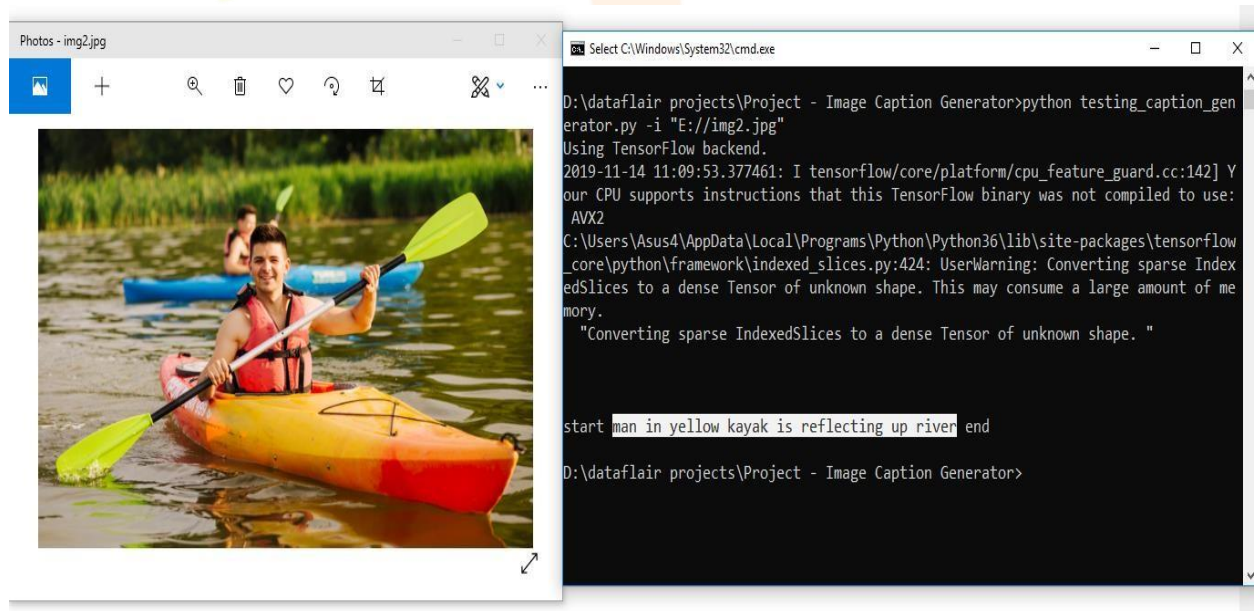 Photos - img2.jpg
Select C:\Windows\System32\cmd.exe
D:\dataflair projects\Project - Image Caption Generator>python testing_caption_gen
erator.py -i "E://img2.jpg"
Using TensorFlow backend.
2019-11-14 11:09:53.377461: I tensorflow/core/platform/cpu_feature_guard.cc:142] Y
our CPU supports instructions that this TensorFlow binary was not compiled to use:
AVX2
C:\Users\Asus4\AppData\Local\Programs\Python\Python36\lib\site-packages\tensorflow
_core\python\framework\indexed_slices.py:424: UserWarning: Converting sparse Index
edSlices to a dense Tensor of unknown shape. This may consume a large amount of me
mory.
"Converting sparse IndexedSlices to a dense Tensor of unknown shape. "
start man in yellow kayak is reflecting up river end
D:\dataflair projects\Project - Image Caption Generator>